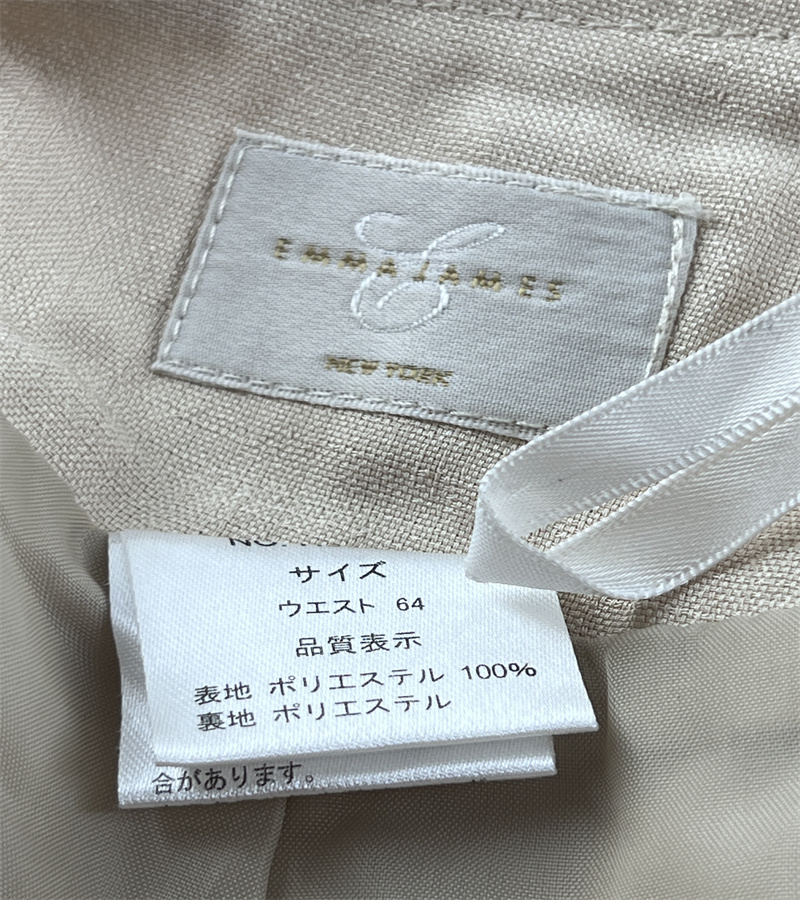 EMMAJAMES
NEW YORK
サイズ
ウエスト 64
品質表示
表地 ポリエステル 100%
裏地 ポリエステル
合があります。